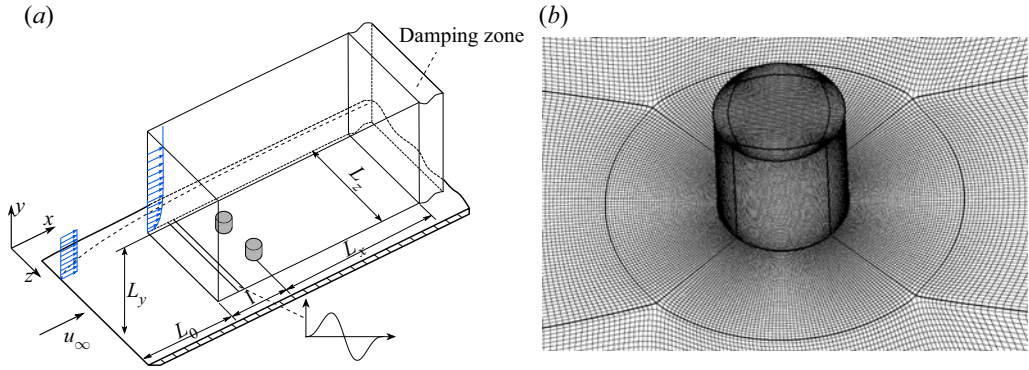 (a)
(b)
Damping zone
y
x
z
L_z
L_y
L_x
L_0
u_∞